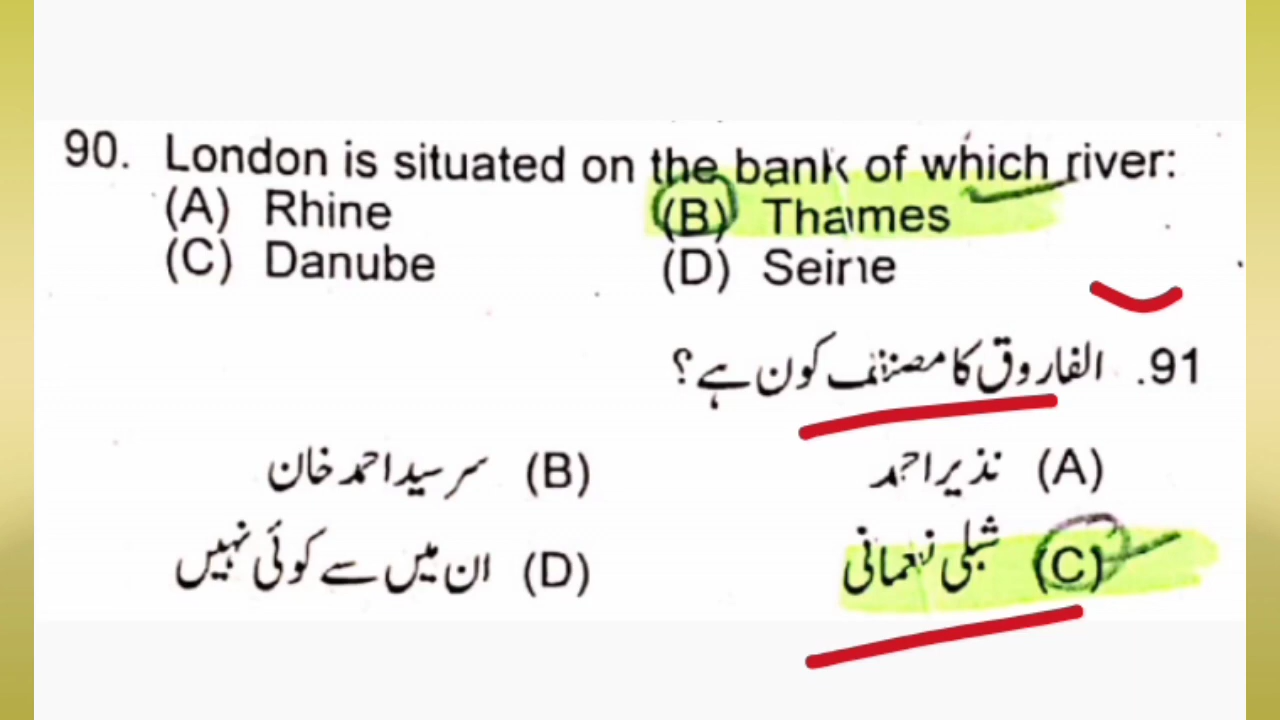 90. London is situated on the bank of which river:
(A) Rhine (B) Thames
(C) Danube (D) Seine
91. الفاروق کا مصنف کون ہے؟
(A) نذیر احمد (B) سر سید احمد خان
(C) شبلی نعمانی (D) ان میں سے کوئی نہیں